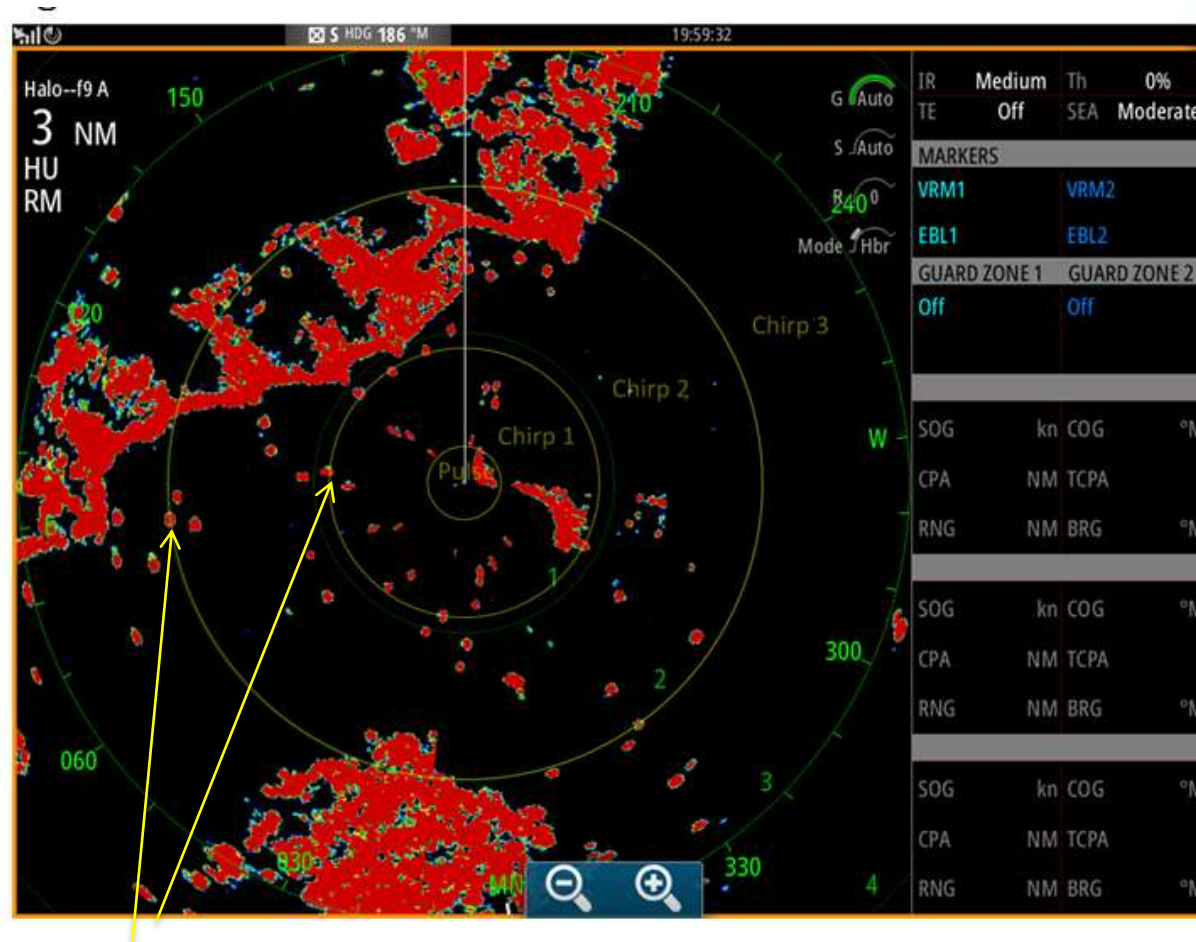 S HDG 186 °M
19:59:32
Halo--f9 A
3 NM
HU
RM
150
210
G Auto
S Auto
R 0
240
Mode Hbr
120
Chirp 3
Chirp 2
Chirp 1
Pulse
W
E
1
2
3
4
300
060
030
MN
330
IR Medium Th 0%
TE Off SEA Moderate
MARKERS
VRM1 VRM2
EBL1 EBL2
GUARD ZONE 1 GUARD ZONE 2
Off Off
SOG kn COG °M
CPA NM TCPA
RNG NM BRG °M
SOG kn COG °M
CPA NM TCPA
RNG NM BRG °M
SOG kn COG °M
CPA NM TCPA
RNG NM BRG °M